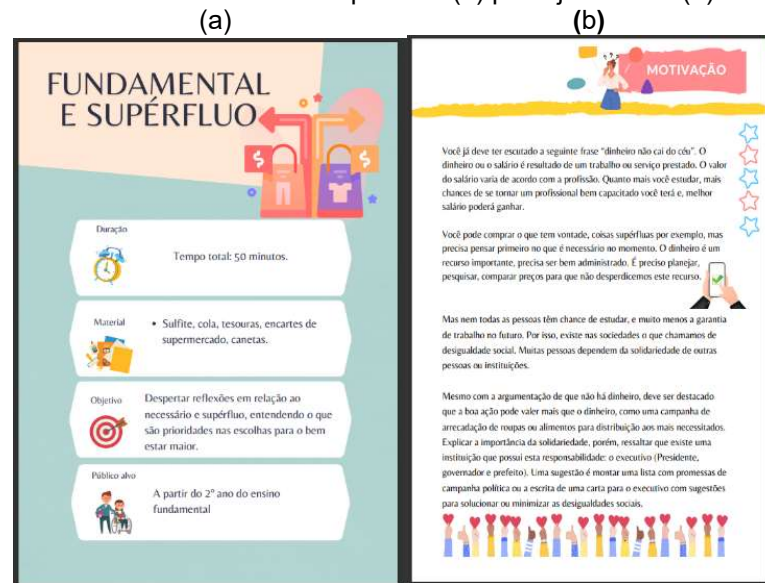 (a) (b)
FUNDAMENTAL
E SUPÉRFLUO
$
$
Duração
Tempo total: 50 minutos.
Material
• Sulfite, cola, tesouras, encartes de
supermercado, canetas.
Objetivo
Despertar reflexões em relação ao
necessário e supérfluo, entendendo o que
são prioridades nas escolhas para o bem
estar maior.
Público alvo
A partir do 2º ano do ensino
fundamental
MOTIVAÇÃO
Você já deve ter escutado a seguinte frase "dinheiro não cai do céu". O
dinheiro ou o salário é resultado de um trabalho ou serviço prestado. O valor
do salário varia de acordo com a profissão. Quanto mais você estudar, mais
chances de se tornar um profissional bem capacitado você terá e, melhor
salário poderá ganhar.
Você pode comprar o que tem vontade, coisas supérfluas por exemplo, mas
precisa pensar primeiro no que é necessário no momento. O dinheiro é um
recurso importante, precisa ser bem administrado. É preciso planejar,
pesquisar, comparar preços para que não desperdicemos este recurso.
Mas nem todas as pessoas têm chance de estudar, e muito menos a garantia
de trabalho no futuro. Por isso, existe nas sociedades o que chamamos de
desigualdade social. Muitas pessoas dependem da solidariedade de outras
pessoas ou instituições.
Mesmo com a argumentação de que não há dinheiro, deve ser destacado
que a boa ação pode valer mais que o dinheiro, como uma campanha de
arrecadação de roupas ou alimentos para distribuição aos mais necessitados.
Explicar a importância da solidariedade, porém, ressaltar que existe uma
instituição que possui esta responsabilidade: o executivo (Presidente,
governador e prefeito). Uma sugestão é montar uma lista com promessas de
campanha política ou a escrita de uma carta para o executivo com sugestões
para solucionar ou minimizar as desigualdades sociais.